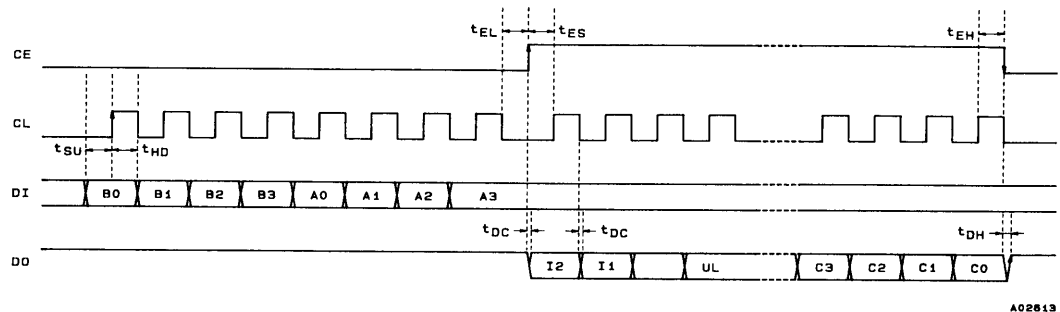 tEL tES tEH
CE
CL
tSU tHD
DI B0 B1 B2 B3 A0 A1 A2 A3
tDC tDC tDH
DO I2 I1 UL C3 C2 C1 C0
A02613